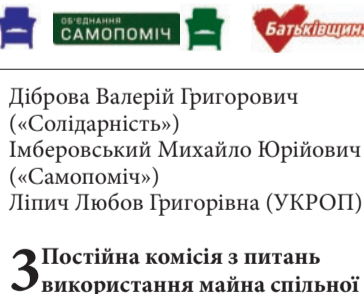 ОБ'ЄДНАННЯ
САМОПОМІЧ
Батьківщина
Діброва Валерій Григорович
(«Солідарність»)
Імберовський Михайло Юрійович
(«Самопоміч»)
Ліпич Любов Григорівна (УКРОП)
3 Постійна комісія з питань
використання майна спільної